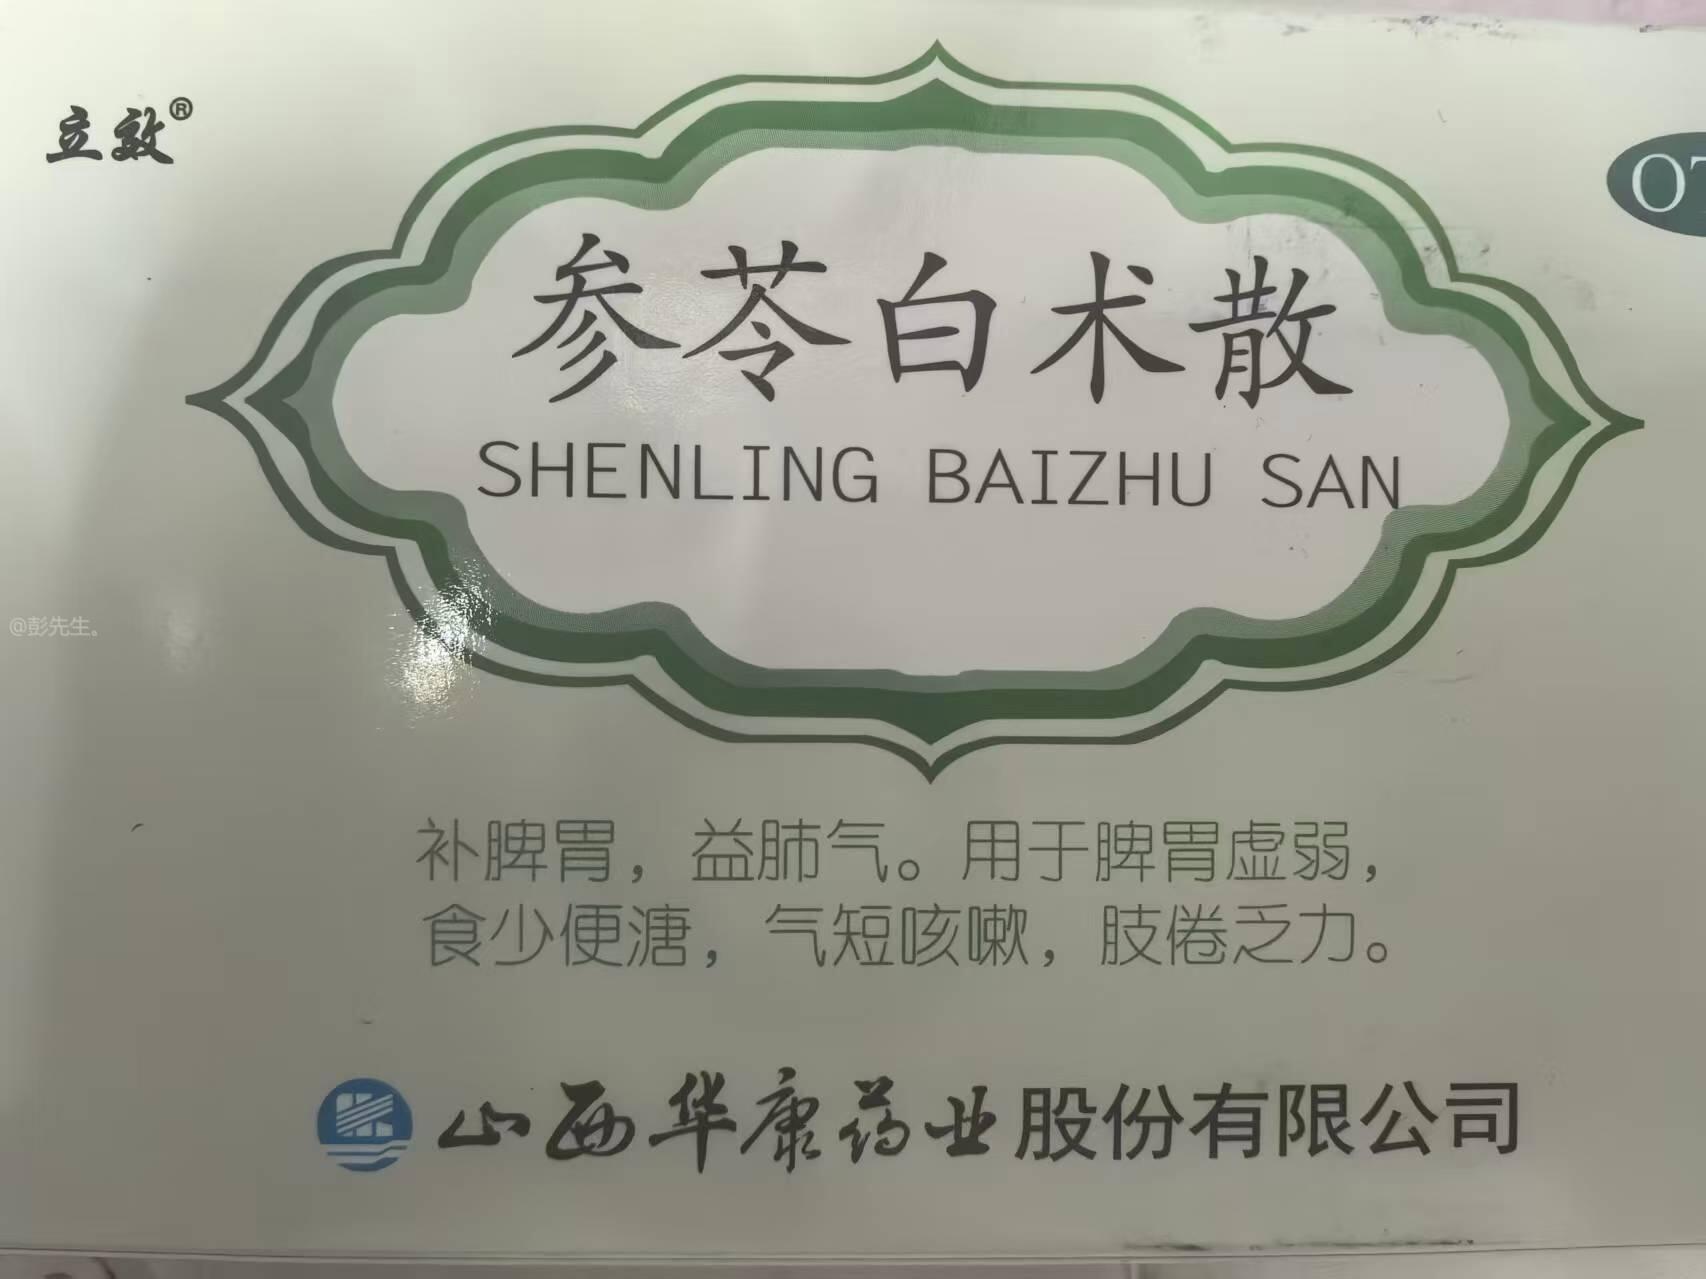 立效®
OT
参苓白术散
SHENLING BAIZHU SAN
@彭先生。
补脾胃，益肺气。用于脾胃虚弱，
食少便溏，气短咳嗽，肢倦乏力。
山西华康药业股份有限公司